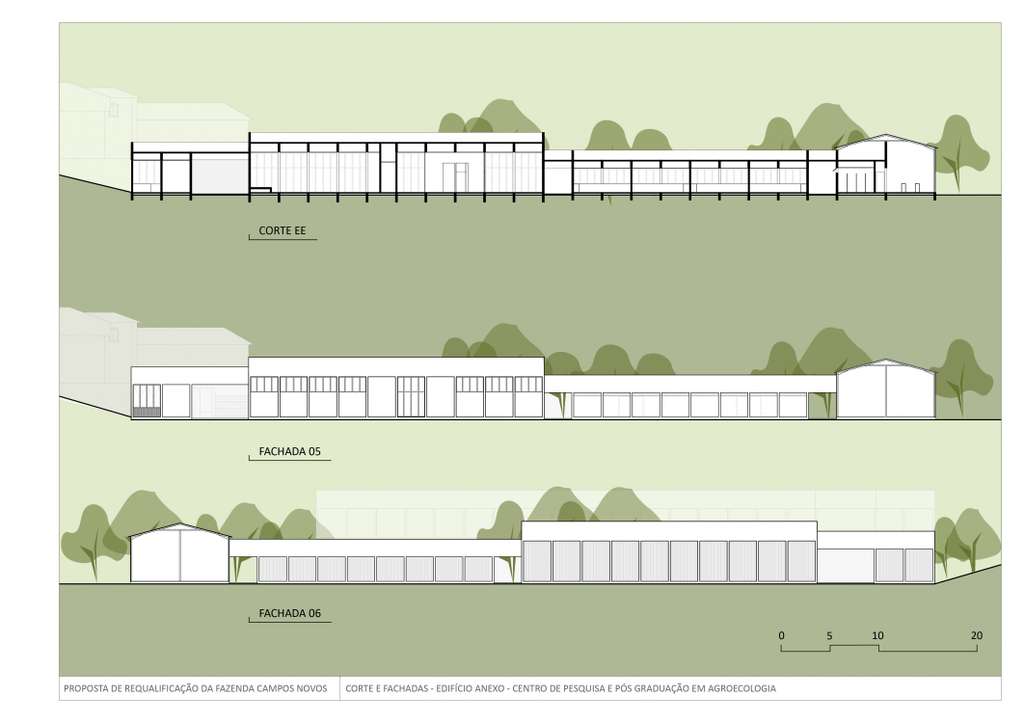 CORTE EE
FACHADA 05
FACHADA 06
0 5 10 20
PROPOSTA DE REQUALIFICAÇÃO DA FAZENDA CAMPOS NOVOS
CORTE E FACHADAS - EDIFÍCIO ANEXO - CENTRO DE PESQUISA E PÓS GRADUAÇÃO EM AGROECOLOGIA